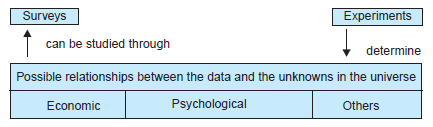 Surveys Experiments
can be studied through
determine
Possible relationships between the data and the unknowns in the universe
Economic Psychological Others